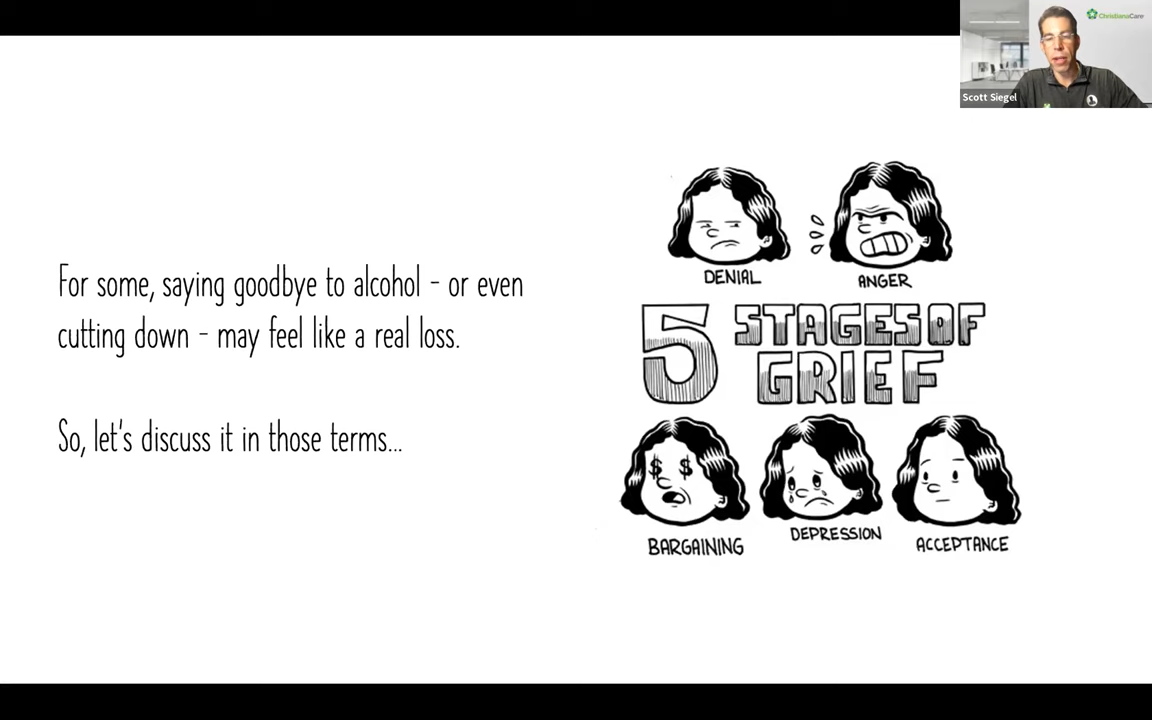 ChristianaCare
Scott Siegel
For some, saying goodbye to alcohol - or even
cutting down - may feel like a real loss.
So, let's discuss it in those terms...
DENIAL
ANGER
5 STAGES OF
GRIEF
BARGAINING
DEPRESSION
ACCEPTANCE